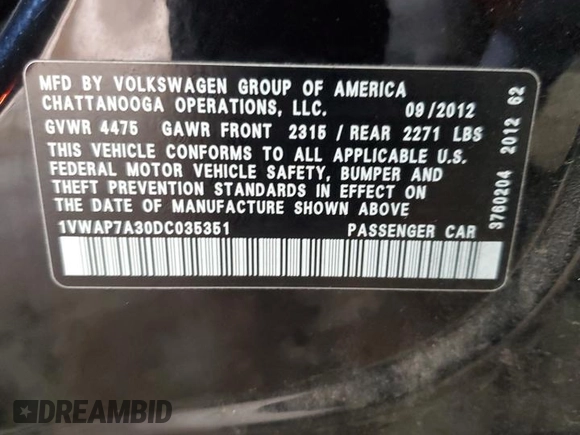 MFD BY VOLKSWAGEN GROUP OF AMERICA
CHATTANOOGA OPERATIONS, LLC. 09/2012
GVWR 4475 GAWR FRONT 2315 / REAR 2271 LBS
THIS VEHICLE CONFORMS TO ALL APPLICABLE U.S.
FEDERAL MOTOR VEHICLE SAFETY, BUMPER AND
THEFT PREVENTION STANDARDS IN EFFECT ON
THE DATE OF MANUFACTURE SHOWN ABOVE
1VWAP7A30DC035351 PASSENGER CAR
3780204 2012 62
DREAMBID